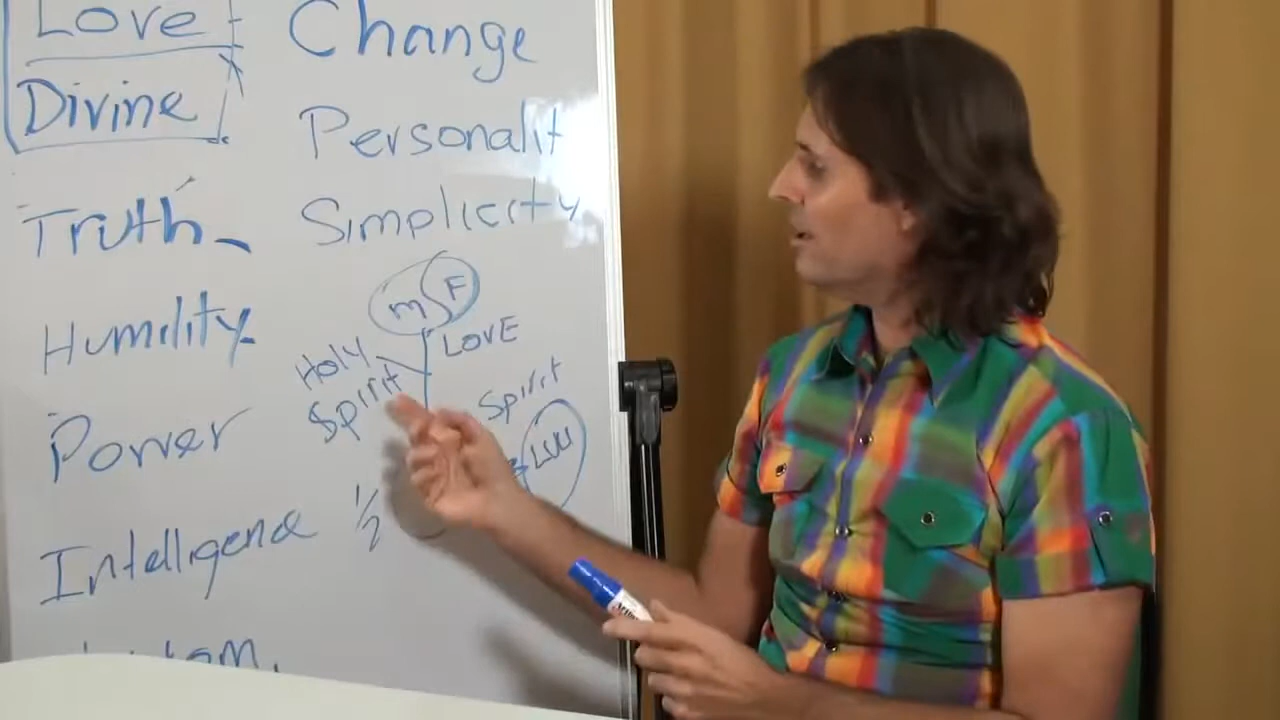 Love
Divine
Truth
Humility
Power
Intelligence
Change
Personalit
Simplicity
m F
LOVE
Holy
Spirit
Spirit
1/2